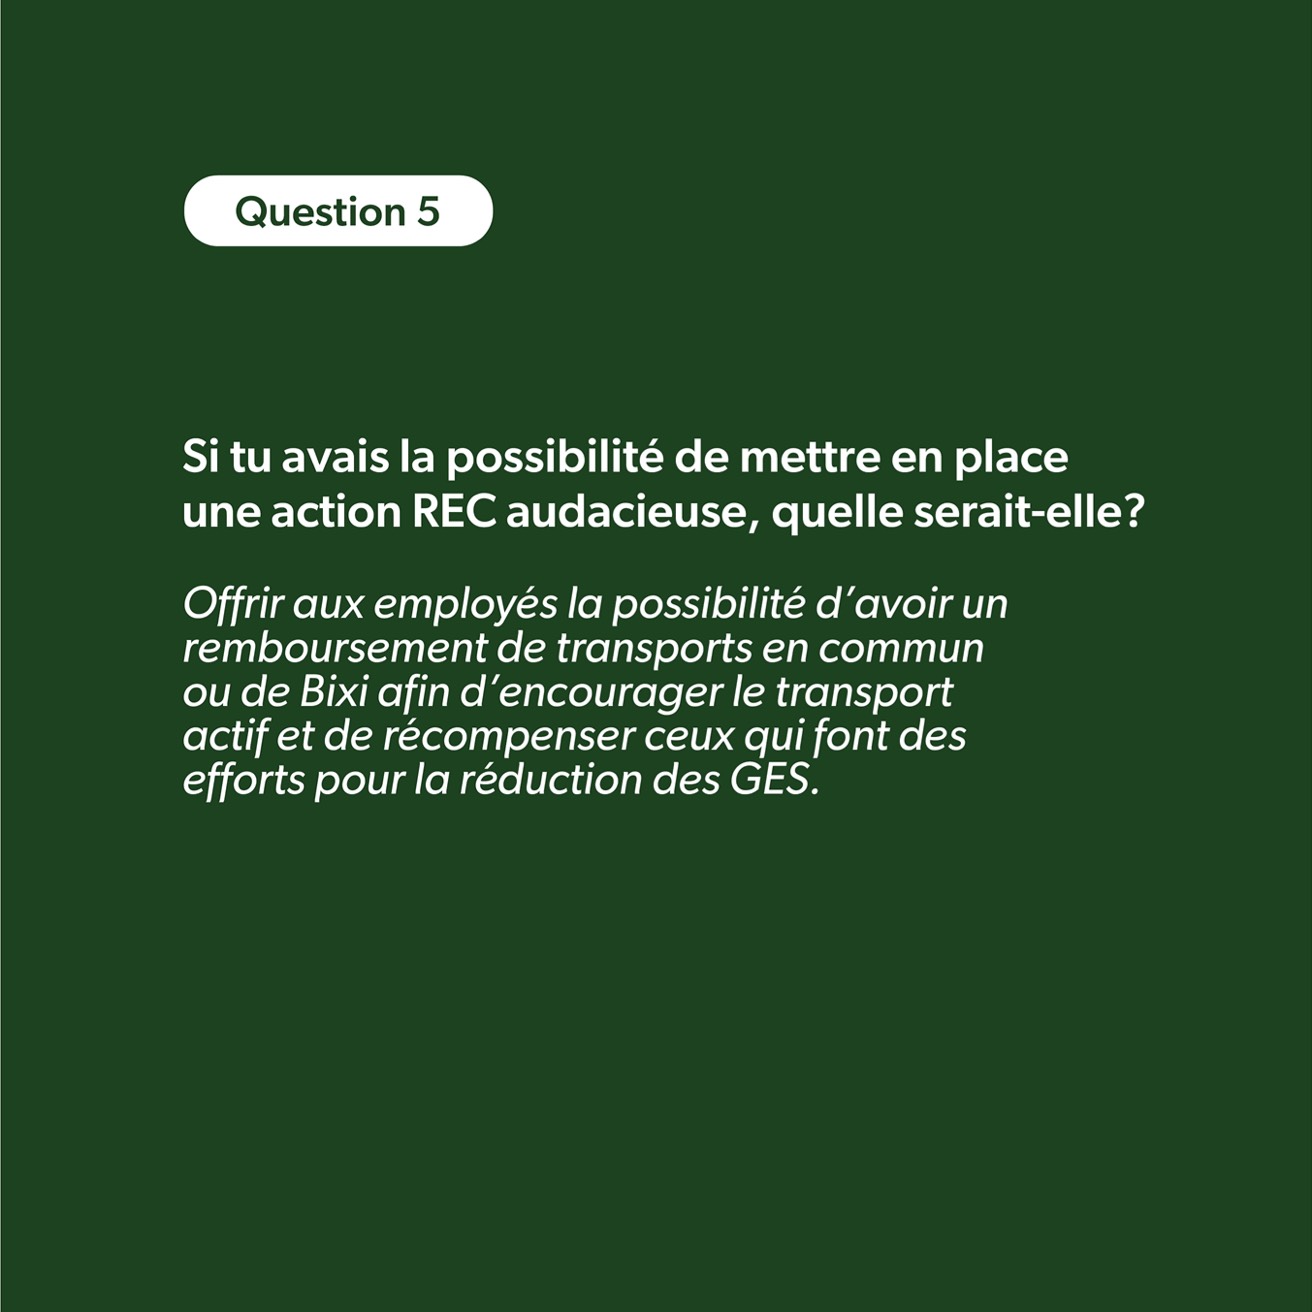 Question 5
Si tu avais la possibilité de mettre en place
une action REC audacieuse, quelle serait-elle?
Offrir aux employés la possibilité d’avoir un
remboursement de transports en commun
ou de Bixi afin d’encourager le transport
actif et de récompenser ceux qui font des
efforts pour la réduction des GES.